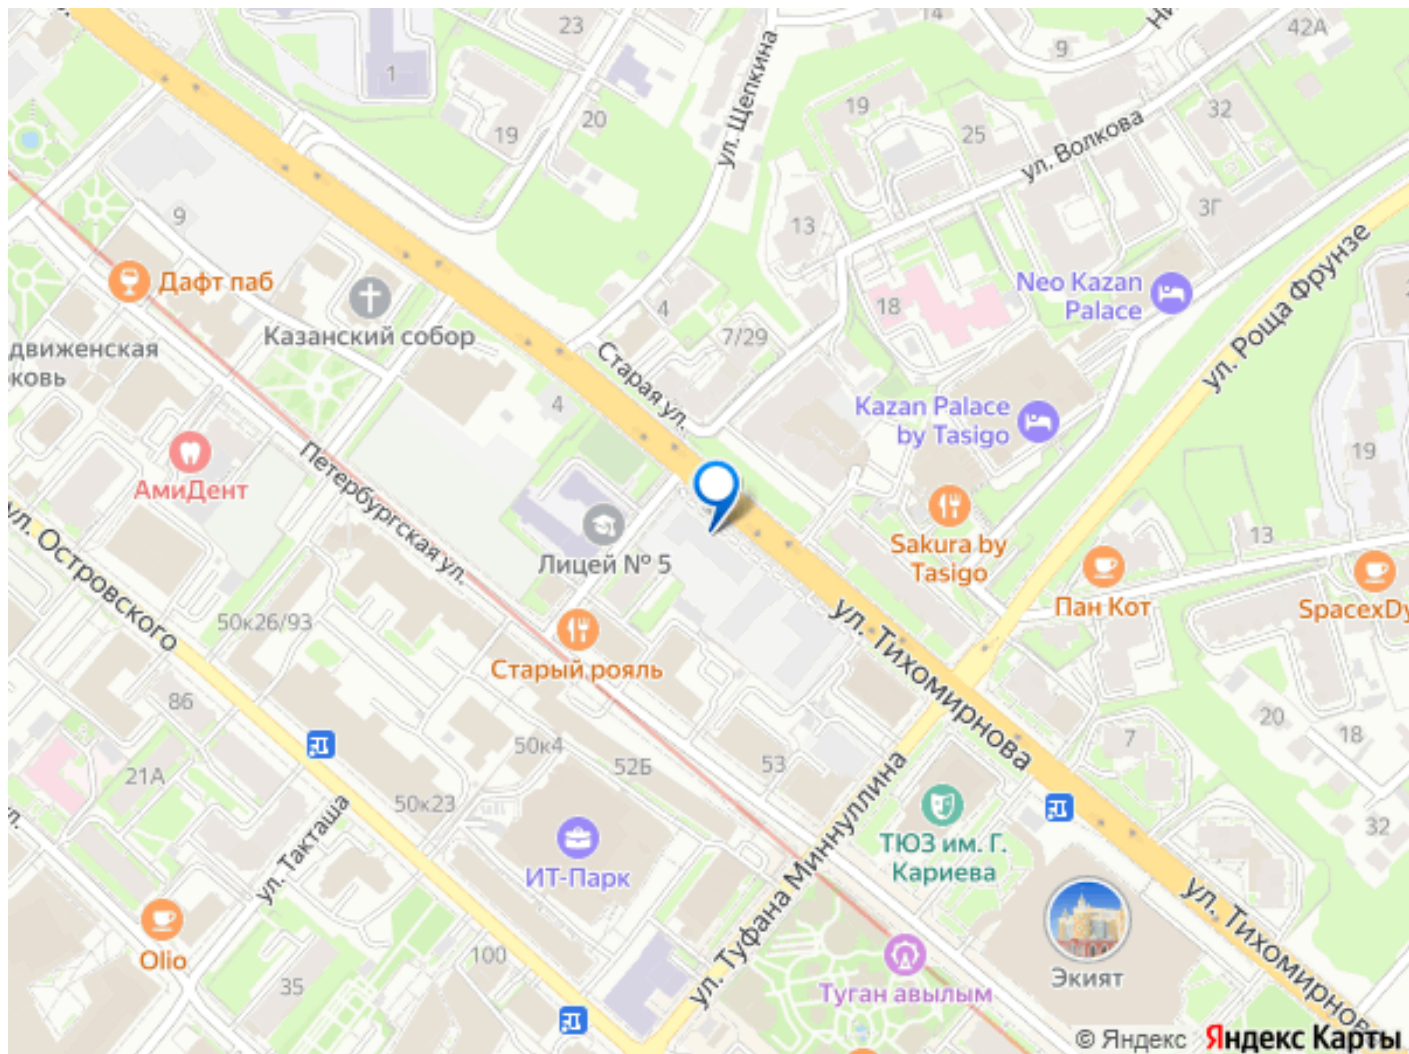 23
14
42А
1
9
19
20
19
25
32
ул. Щепкина
ул. Волкова
9
13
3Г
Дафт паб
Казанский собор
4
18
Neo Kazan
Palace
ул. Роща Фрунзе
движенская
ковь
7/29
Старая ул.
4
Kazan Palace
by Tasigo
19
АмиДент
Петербургская ул.
Лицей № 5
Sakura by
Tasigo
13
Пан Кот
SpacexDy
ул. Островского
50к26/93
Старый рояль
ул. Тихомирнова
86
20
18
7
21А
50к4
52Б
53
50к23
ул. Такташа
ул. Туфана Миннуллина
ТЮЗ им. Г.
Кариева
32
ИТ-Парк
ул.
Olio
100
35
Туган авылым
Экият
ул. Тихомирнова
© Яндекс Яндекс Карты